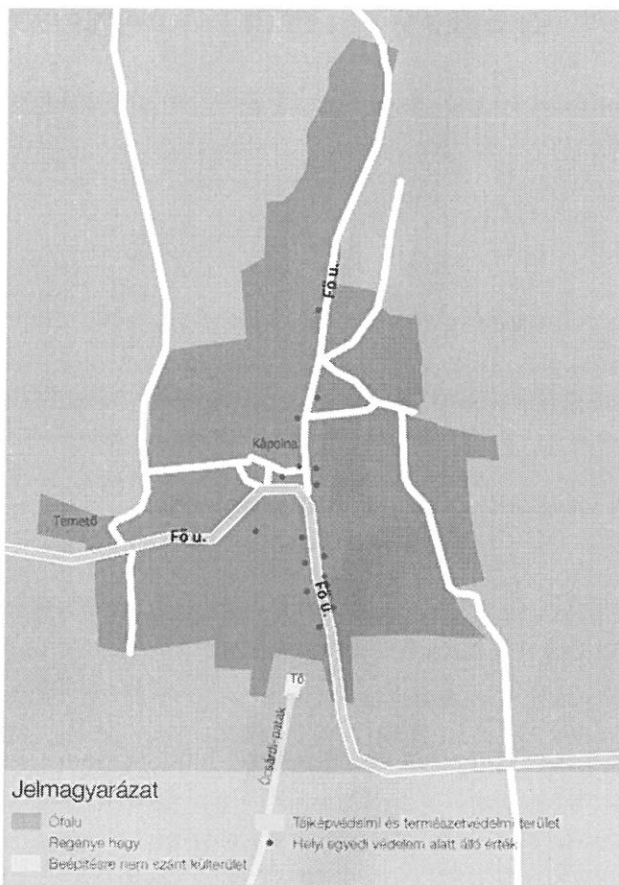 Fő u.
Kápolna
Temető
Fő u.
Fő u.
Tó
Ócsárdi-patak
Jelmagyarázat
Ófalu
Regenye hegy
Beépítésre nem szánt külterület
Tájképvédelmi és természetvédelmi terület
Helyi egyedi védelem alatt álló érték